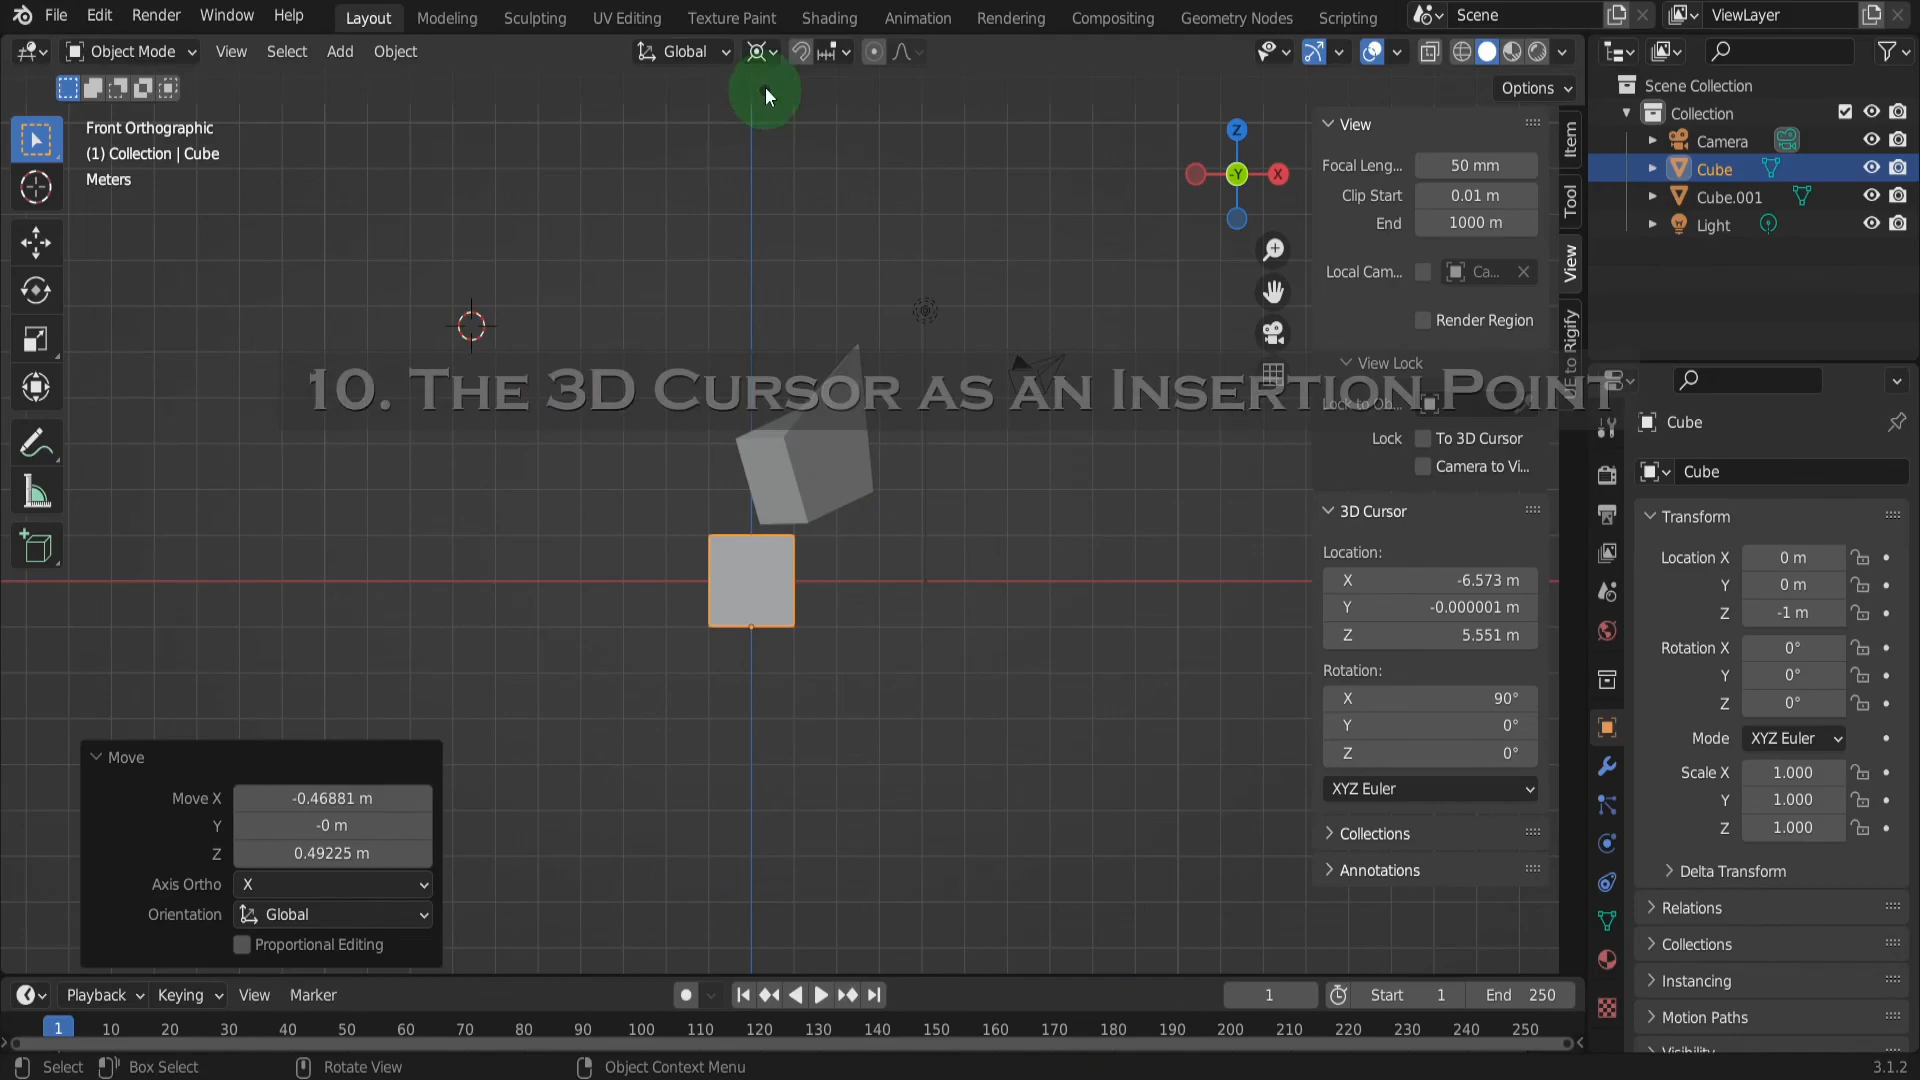 File Edit Render Window Help Layout Modeling Sculpting UV Editing Texture Paint Shading Animation Rendering Compositing Geometry Nodes Scripting Scene ViewLayer
Object Mode View Select Add Object Global
Options
Front Orthographic
(1) Collection | Cube
Meters
Z
-Y
X
10. The 3D Cursor as an Insertion Point
Move
Move X -0.46881 m
Y -0 m
Z 0.49225 m
Axis Ortho X
Orientation Global
Proportional Editing
View
Focal Leng... 50 mm
Clip Start 0.01 m
End 1000 m
Local Cam... Ca...
Render Region
View Lock
Lock to Ob...
Lock To 3D Cursor
Camera to Vi...
3D Cursor
Location:
X -6.573 m
Y -0.000001 m
Z 5.551 m
Rotation:
X 90°
Y 0°
Z 0°
XYZ Euler
Collections
Annotations
Item
Tool
View
Scene Collection
Collection
Camera
Cube
Cube.001
Light
Cube
Cube
Transform
Location X 0 m
Y 0 m
Z -1 m
Rotation X 0°
Y 0°
Z 0°
Mode XYZ Euler
Scale X 1.000
Y 1.000
Z 1.000
Delta Transform
Relations
Collections
Instancing
Motion Paths
Playback Keying View Marker 1 Start 1 End 250
1 10 20 30 40 50 60 70 80 90 100 110 120 130 140 150 160 170 180 190 200 210 220 230 240 250
Select Box Select Rotate View Object Context Menu 3.1.2